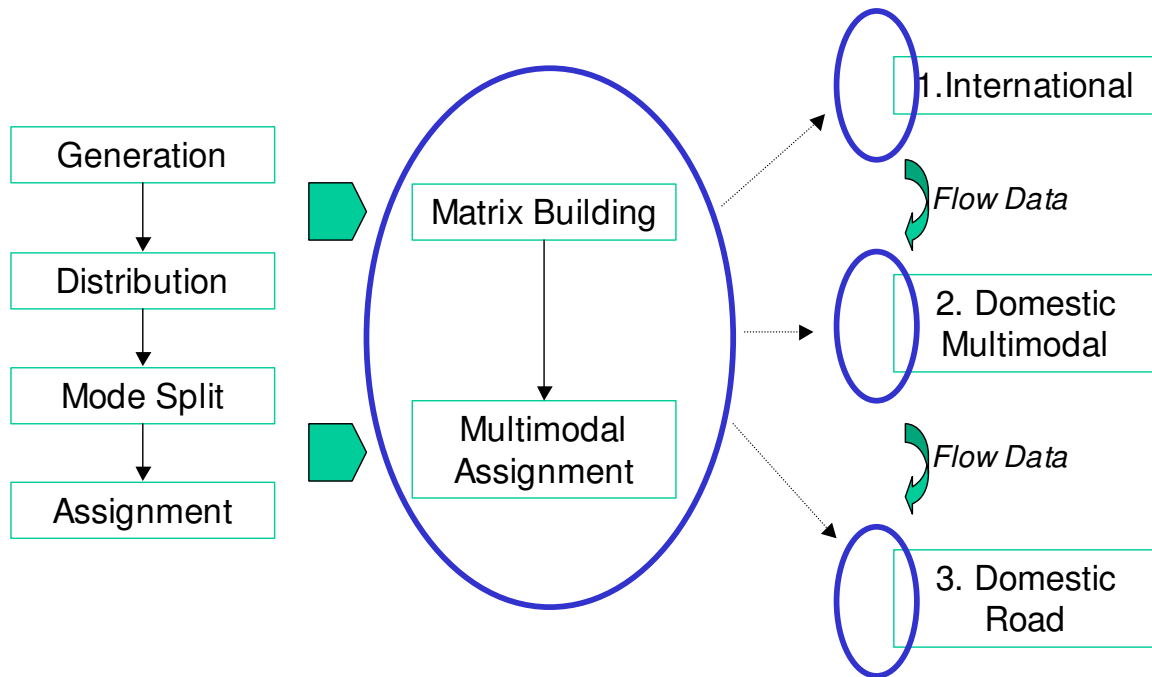 Generation
Distribution
Mode Split
Assignment
Matrix Building
Multimodal
Assignment
1.International
Flow Data
2. Domestic
Multimodal
Flow Data
3. Domestic
Road